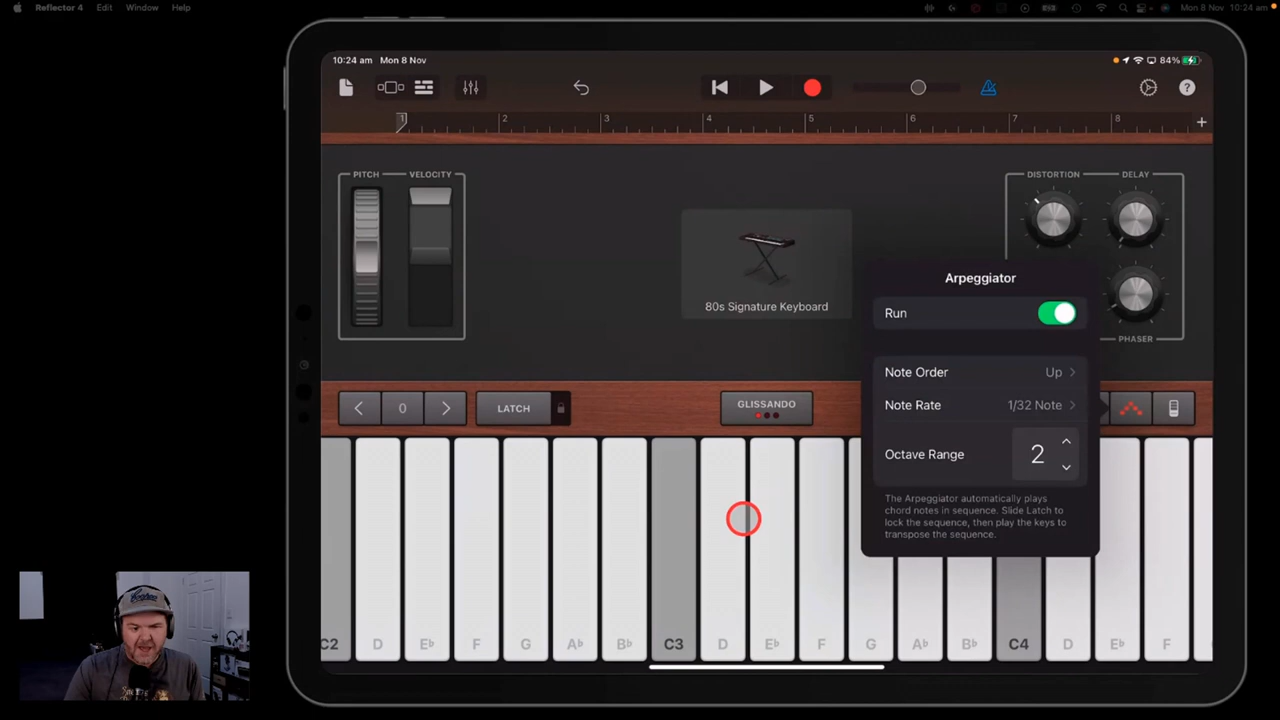 Reflector 4 Edit Window Help Mon 8 Nov 10:24 am
10:24 am Mon 8 Nov 84%
1 2 3 4 5 6 7 8 +
PITCH VELOCITY DISTORTION DELAY
80s Signature Keyboard
PHASER
Arpeggiator
Run
Note Order Up
Note Rate 1/32 Note
Octave Range 2
The Arpeggiator automatically plays
chord notes in sequence. Slide Latch to
lock the sequence, then play the keys to
transpose the sequence.
0 LATCH GLISSANDO
C2 D E♭ F G A♭ B♭ C3 D E♭ F G A♭ B♭ C4 D E♭ F